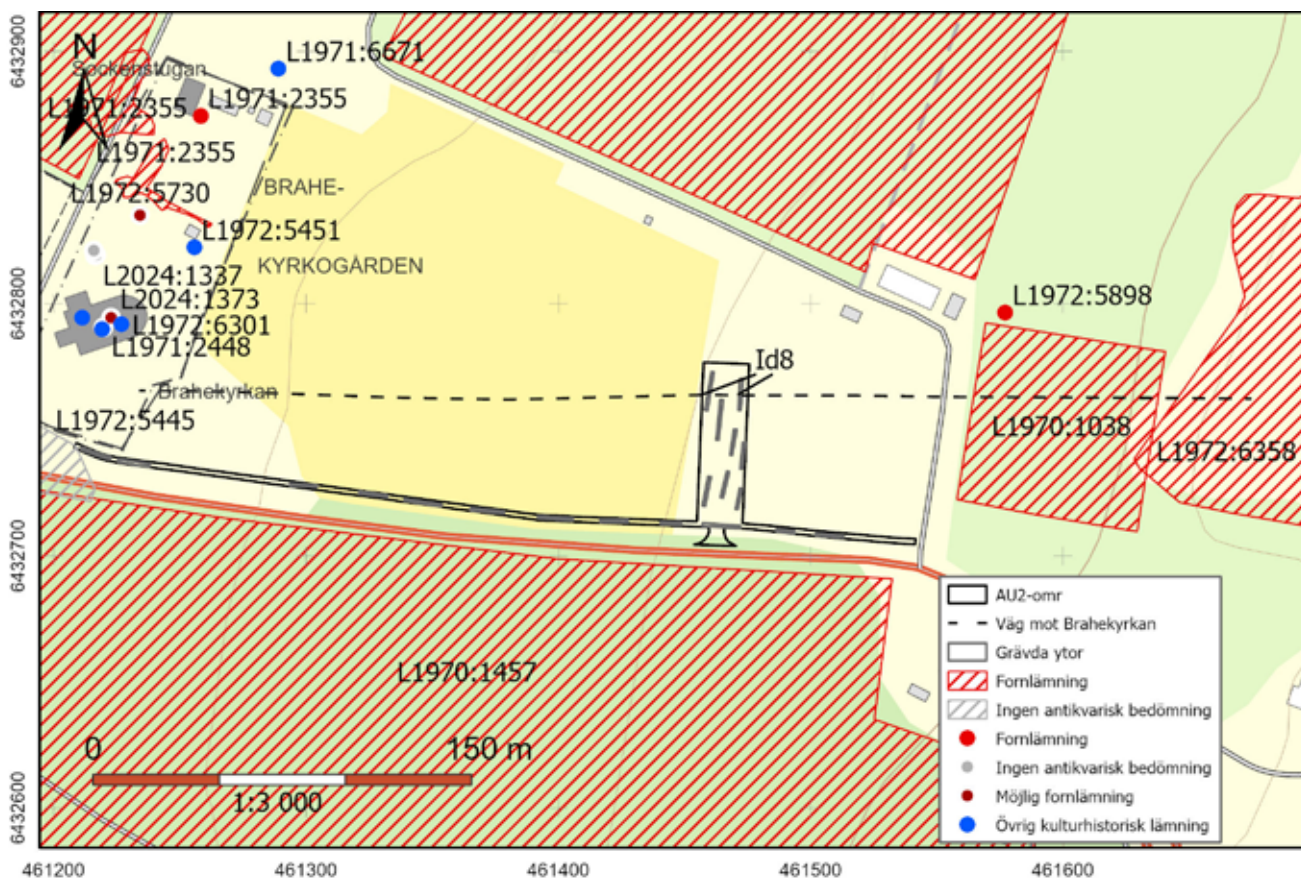 N
Sockenstugan
L1971:6671
L1971:2355
L1971:2355
L1971:2355
L1972:5730
BRAHE-
KYRKOGÅRDEN
L1972:5451
L2024:1337
L2024:1373
L1972:6301
L1971:2448
Brahekyrkan
L1972:5445
Id8
L1972:5898
L1970:1038
L1972:6358
L1970:1457
0
150 m
1:3 000
AU2-omr
Väg mot Brahekyrkan
Grävda ytor
Fornlämning
Ingen antikvarisk bedömning
Fornlämning
Ingen antikvarisk bedömning
Möjlig fornlämning
Övrig kulturhistorisk lämning
6432900
6432800
6432700
6432600
461200
461300
461400
461500
461600